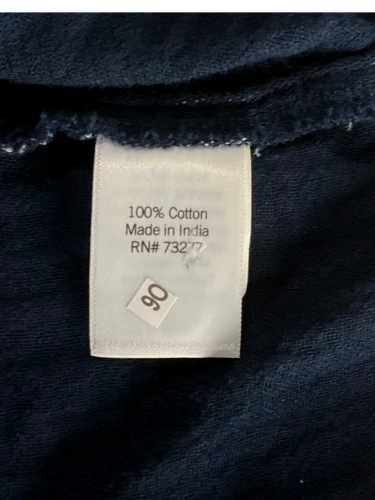 100% Cotton
Made in India
RN#
90